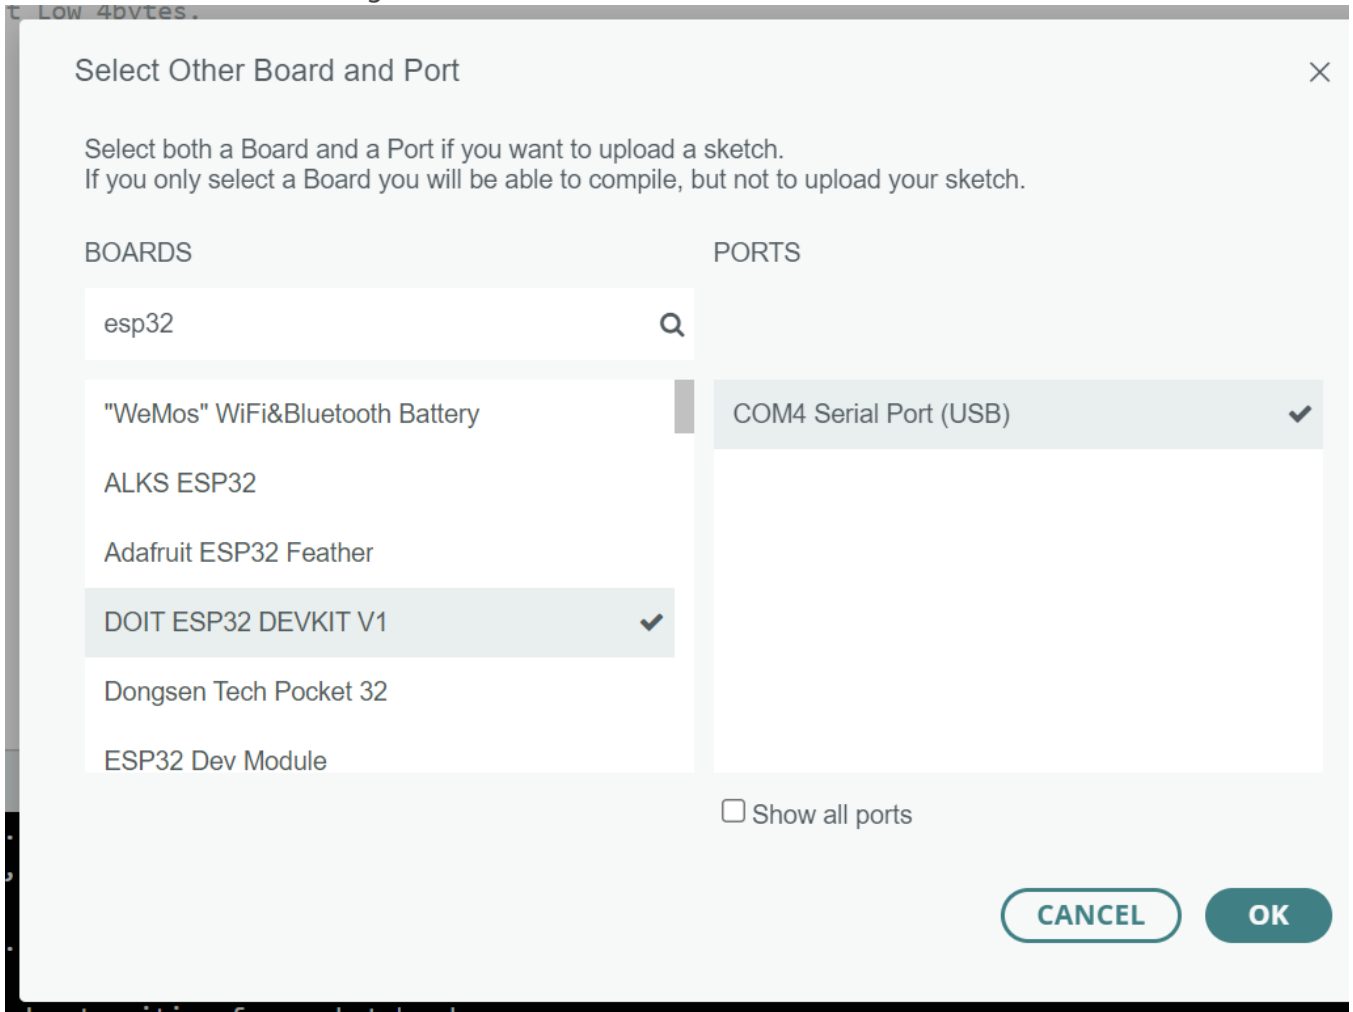 t Low 4bytes.
Select Other Board and Port
Select both a Board and a Port if you want to upload a sketch.
If you only select a Board you will be able to compile, but not to upload your sketch.
BOARDS
PORTS
esp32
"WeMos" WiFi&Bluetooth Battery
ALKS ESP32
Adafruit ESP32 Feather
DOIT ESP32 DEVKIT V1
Dongsen Tech Pocket 32
ESP32 Dev Module
COM4 Serial Port (USB)
Show all ports
CANCEL
OK